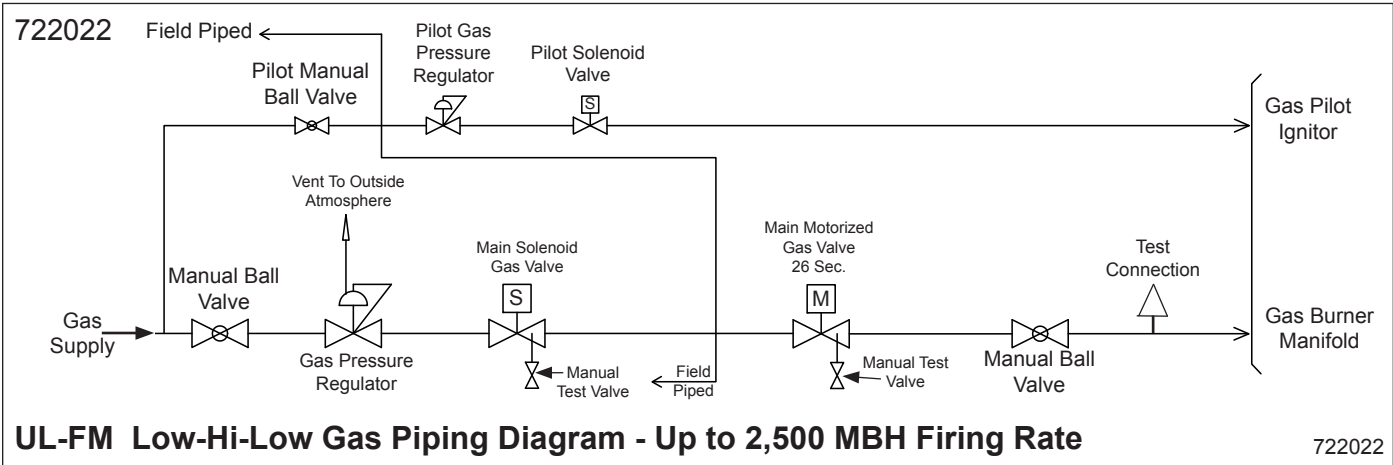 722022
Field Piped
Pilot Gas
Pressure
Regulator
Pilot Solenoid
Valve
Pilot Manual
Ball Valve
S
Gas Pilot
Ignitor
Vent To Outside
Atmosphere
Manual Ball
Valve
Main Solenoid
Gas Valve
S
Main Motorized
Gas Valve
26 Sec.
M
Test
Connection
Gas
Supply
Gas Pressure
Regulator
Manual
Test Valve
Field
Piped
Manual Test
Valve
Manual Ball
Valve
Gas Burner
Manifold
UL-FM Low-Hi-Low Gas Piping Diagram - Up to 2,500 MBH Firing Rate
722022